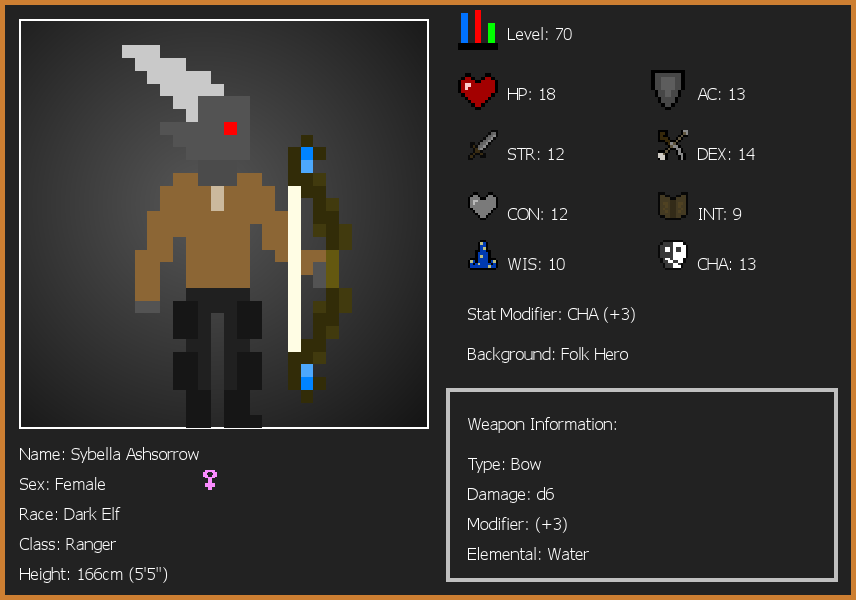 Level: 70
HP: 18
AC: 13
STR: 12
DEX: 14
CON: 12
INT: 9
WIS: 10
CHA: 13
Stat Modifier: CHA (+3)
Background: Folk Hero
Weapon Information:
Type: Bow
Damage: d6
Modifier: (+3)
Elemental: Water
Name: Sybella Ashsorrow
Sex: Female
Race: Dark Elf
Class: Ranger
Height: 166cm (5'5")